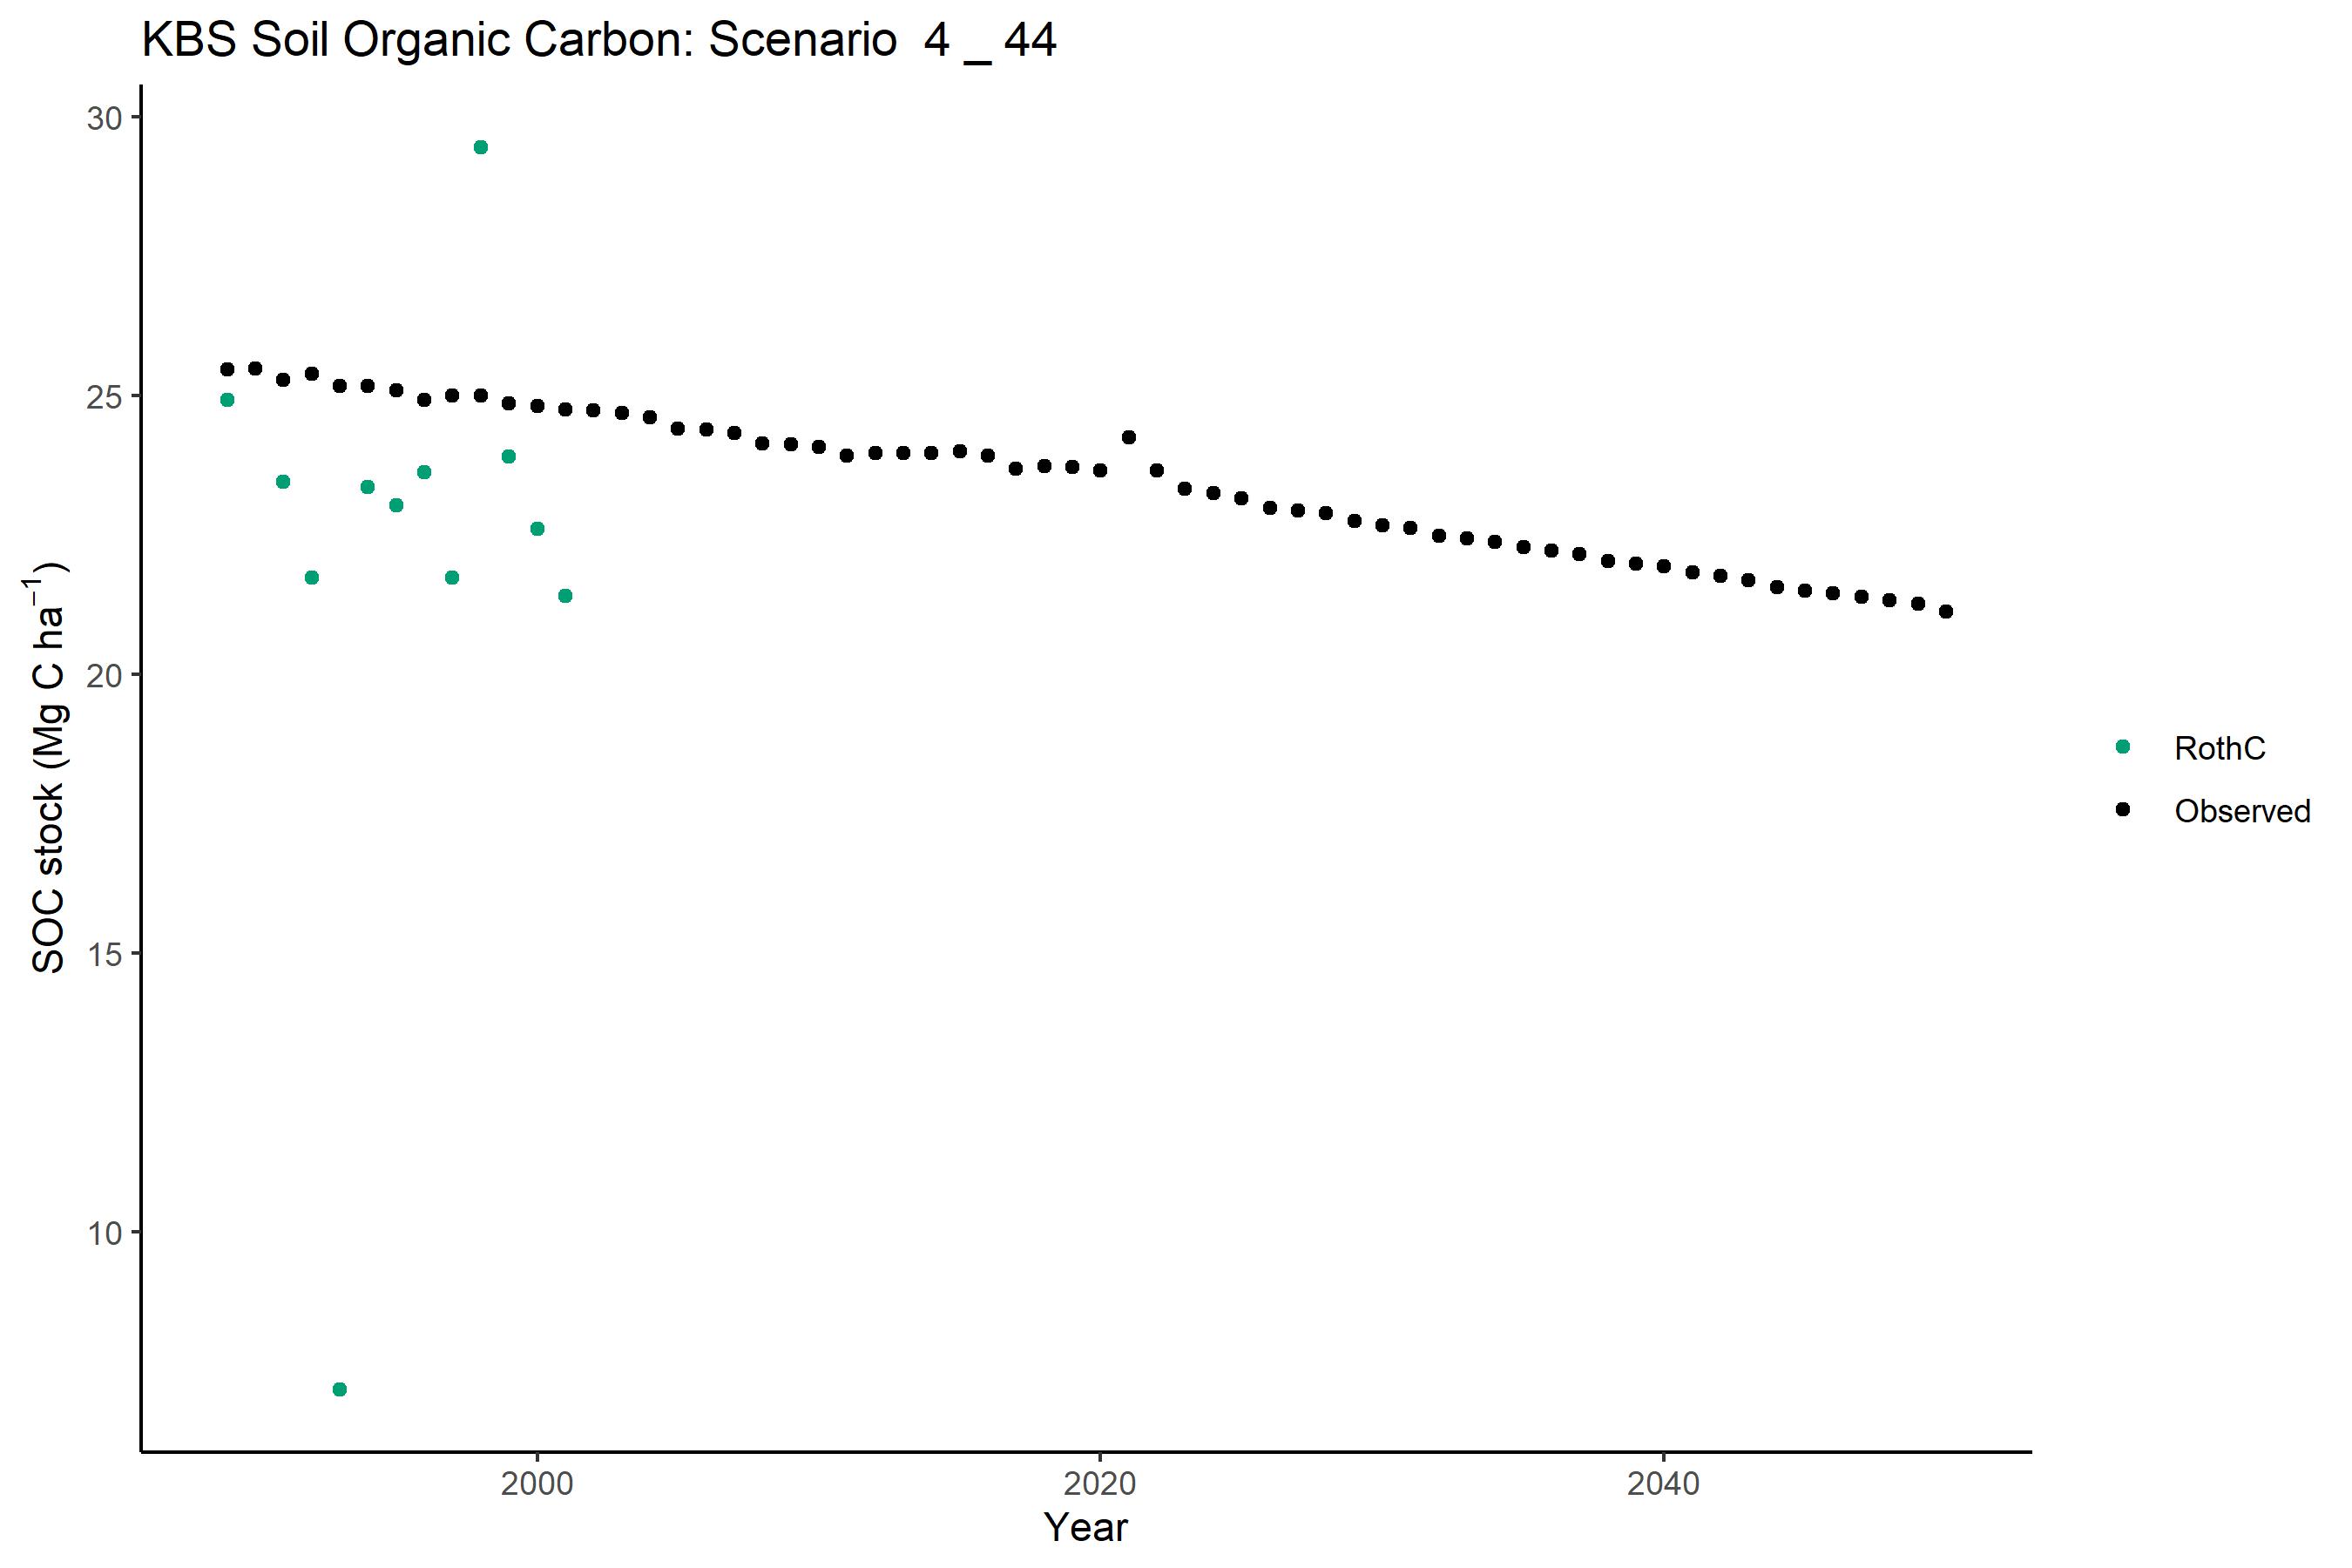 KBS Soil Organic Carbon: Scenario  4 _ 44
30
25
20
15
10
SOC stock (Mg C ha⁻¹)
2000
2020
2040
Year
RothC
Observed